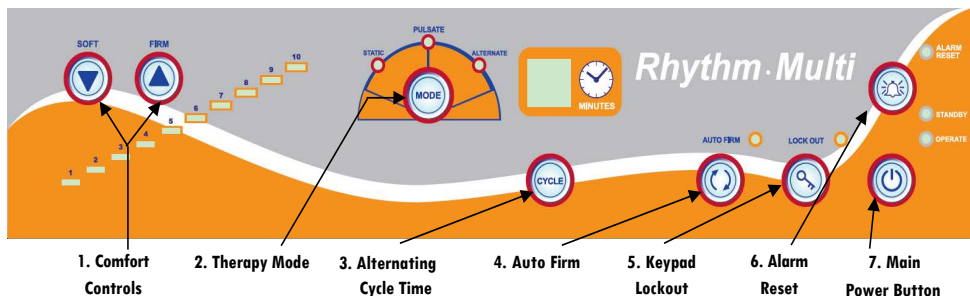 SOFT
FIRM
1
2
3
4
5
6
7
8
9
10
STATIC
PULSATE
ALTERNATE
MODE
MINUTES
Rhythm · Multi
ALARM
RESET
STANDBY
OPERATE
AUTO FIRM
LOCK OUT
CYCLE
1. Comfort
Controls
2. Therapy Mode
3. Alternating
Cycle Time
4. Auto Firm
5. Keypad
Lockout
6. Alarm
Reset
7. Main
Power Button